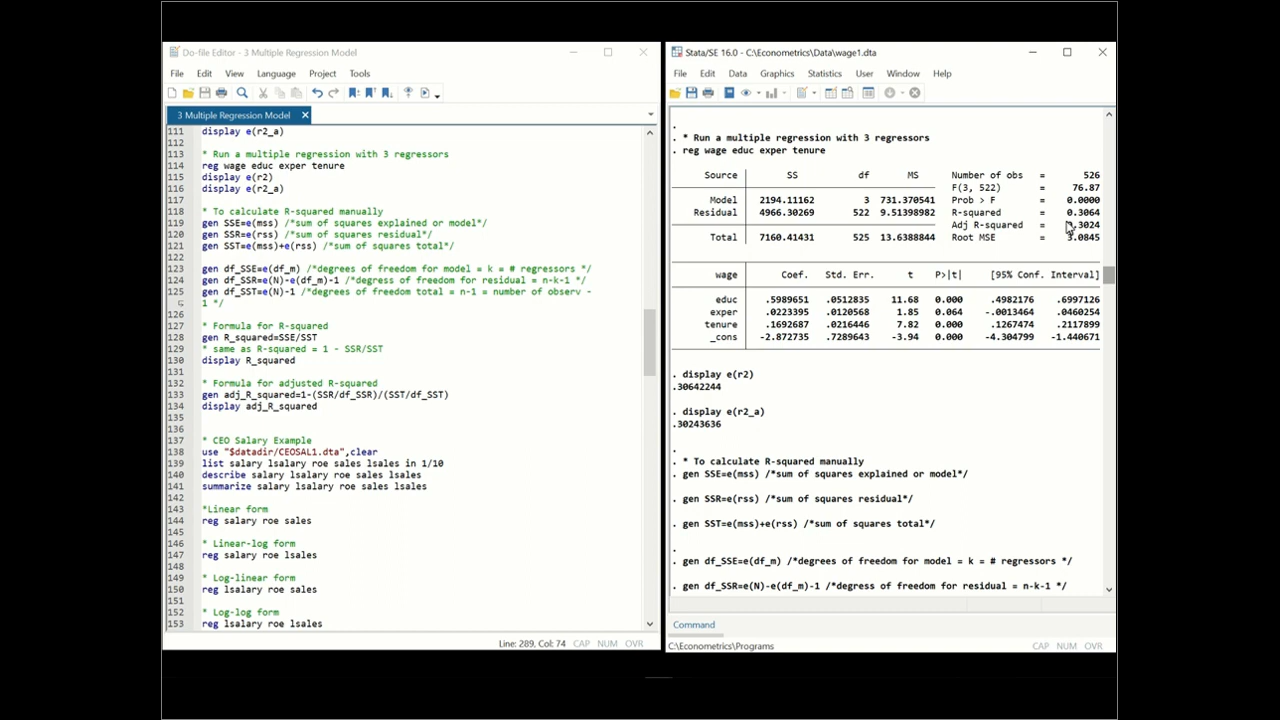 Do-file Editor - 3 Multiple Regression Model
File Edit View Language Project Tools
3 Multiple Regression Model
111 display e(r2_a)
112
113 * Run a multiple regression with 3 regressors
114 reg wage educ exper tenure
115 display e(r2)
116 display e(r2_a)
117
118 * To calculate R-squared manually
119 gen SSE=e(mss) /*sum of squares explained or model*/
120 gen SSR=e(rss) /*sum of squares residual*/
121 gen SST=e(mss)+e(rss) /*sum of squares total*/
122
123 gen df_SSE=e(df_m) /*degrees of freedom for model = k = # regressors */
124 gen df_SSR=e(N)-e(df_m)-1 /*degress of freedom for residual = n-k-1 */
125 gen df_SST=e(N)-1 /*degrees of freedom total = n-1 = number of observ -
1 */
126
127 * Formula for R-squared
128 gen R_squared=SSE/SST
129 * same as R-squared = 1 - SSR/SST
130 display R_squared
131
132 * Formula for adjusted R-squared
133 gen adj_R_squared=1-(SSR/df_SSR)/(SST/df_SST)
134 display adj_R_squared
135
136
137 * CEO Salary Example
138 use "$datadir/CEOSAL1.dta",clear
139 list salary lsalary roe sales lsales in 1/10
140 describe salary lsalary roe sales lsales
141 summarize salary lsalary roe sales lsales
142
143 *Linear form
144 reg salary roe sales
145
146 * Linear-log form
147 reg salary roe lsales
148
149 * Log-linear form
150 reg lsalary roe sales
151
152 * Log-log form
153 reg lsalary roe lsales
Line: 289, Col: 74 CAP NUM OVR
Stata/SE 16.0 - C:\Econometrics\Data\wage1.dta
File Edit Data Graphics Statistics User Window Help
.
. * Run a multiple regression with 3 regressors
. reg wage educ exper tenure
Source SS df MS Number of obs = 526
F(3, 522) = 76.87
Model 2194.11162 3 731.370541 Prob > F = 0.0000
Residual 4966.30269 522 9.51398982 R-squared = 0.3064
Adj R-squared = .3024
Total 7160.41431 525 13.6388844 Root MSE = 3.0845
wage Coef. Std. Err. t P>|t| [95% Conf. Interval]
educ .5989651 .0512835 11.68 0.000 .4982176 .6997126
exper .0223395 .0120568 1.85 0.064 -.0013464 .0460254
tenure .1692687 .0216446 7.82 0.000 .1267474 .2117899
_cons -2.872735 .7289643 -3.94 0.000 -4.304799 -1.440671
. display e(r2)
.30642244
. display e(r2_a)
.30243636
.
. * To calculate R-squared manually
. gen SSE=e(mss) /*sum of squares explained or model*/
. gen SSR=e(rss) /*sum of squares residual*/
. gen SST=e(mss)+e(rss) /*sum of squares total*/
.
. gen df_SSE=e(df_m) /*degrees of freedom for model = k = # regressors */
. gen df_SSR=e(N)-e(df_m)-1 /*degress of freedom for residual = n-k-1 */
Command
C:\Econometrics\Programs CAP NUM OVR